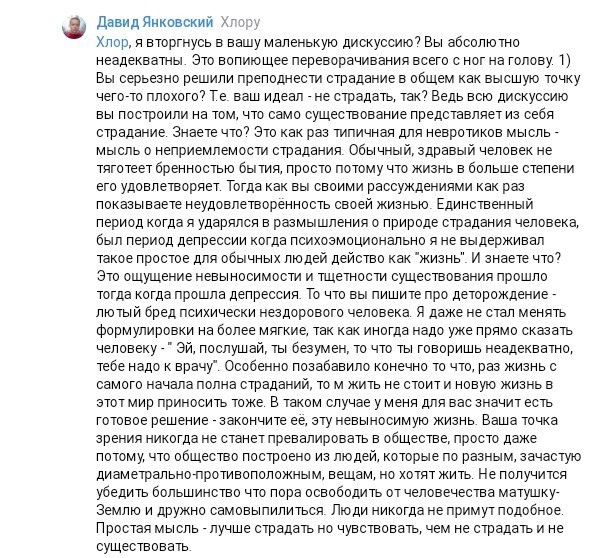 Давид Янковский Хлору
Хлор, я вторгнусь в вашу маленькую дискуссию? Вы абсолютно
неадекватны. Это вопиющее переворачивания всего с ног на голову. 1)
Вы серьезно решили преподнести страдание в общем как высшую точку
чего-то плохого? Т.е. ваш идеал - не страдать, так? Ведь всю дискуссию
вы построили на том, что само существование представляет из себя
страдание. Знаете что? Это как раз типичная для невротиков мысль -
мысль о неприемлемости страдания. Обычный, здравый человек не
тяготеет бренностью бытия, просто потому что жизнь в больше степени
его удовлетворяет. Тогда как вы своими рассуждениями как раз
показываете неудовлетворённость своей жизнью. Единственный
период когда я ударялся в размышления о природе страдания человека,
был период депрессии когда психоэмоционально я не выдерживал
такое простое для обычных людей действо как "жизнь". И знаете что?
Это ощущение невыносимости и тщетности существования прошло
тогда когда прошла депрессия. То что вы пишите про деторождение -
лютый бред психически нездорового человека. Я даже не стал менять
формулировки на более мягкие, так как иногда надо уже прямо сказать
человеку - " Эй, послушай, ты безумен, то что ты говоришь неадекватно,
тебе надо к врачу". Особенно позабавило конечно то что, раз жизнь с
самого начала полна страданий, то м жить не стоит и новую жизнь в
этот мир приносить тоже. В таком случае у меня для вас значит есть
готовое решение - закончите её, эту невыносимую жизнь. Ваша точка
зрения никогда не станет превалировать в обществе, просто даже
потому, что общество построено из людей, которые по разным, зачастую
диаметрально-противоположным, вещам, но хотят жить. Не получится
убедить большинство что пора освободить от человечества матушку-
Землю и дружно самовыпилиться. Люди никогда не примут подобное.
Простая мысль - лучше страдать но чувствовать, чем не страдать и не
существовать.